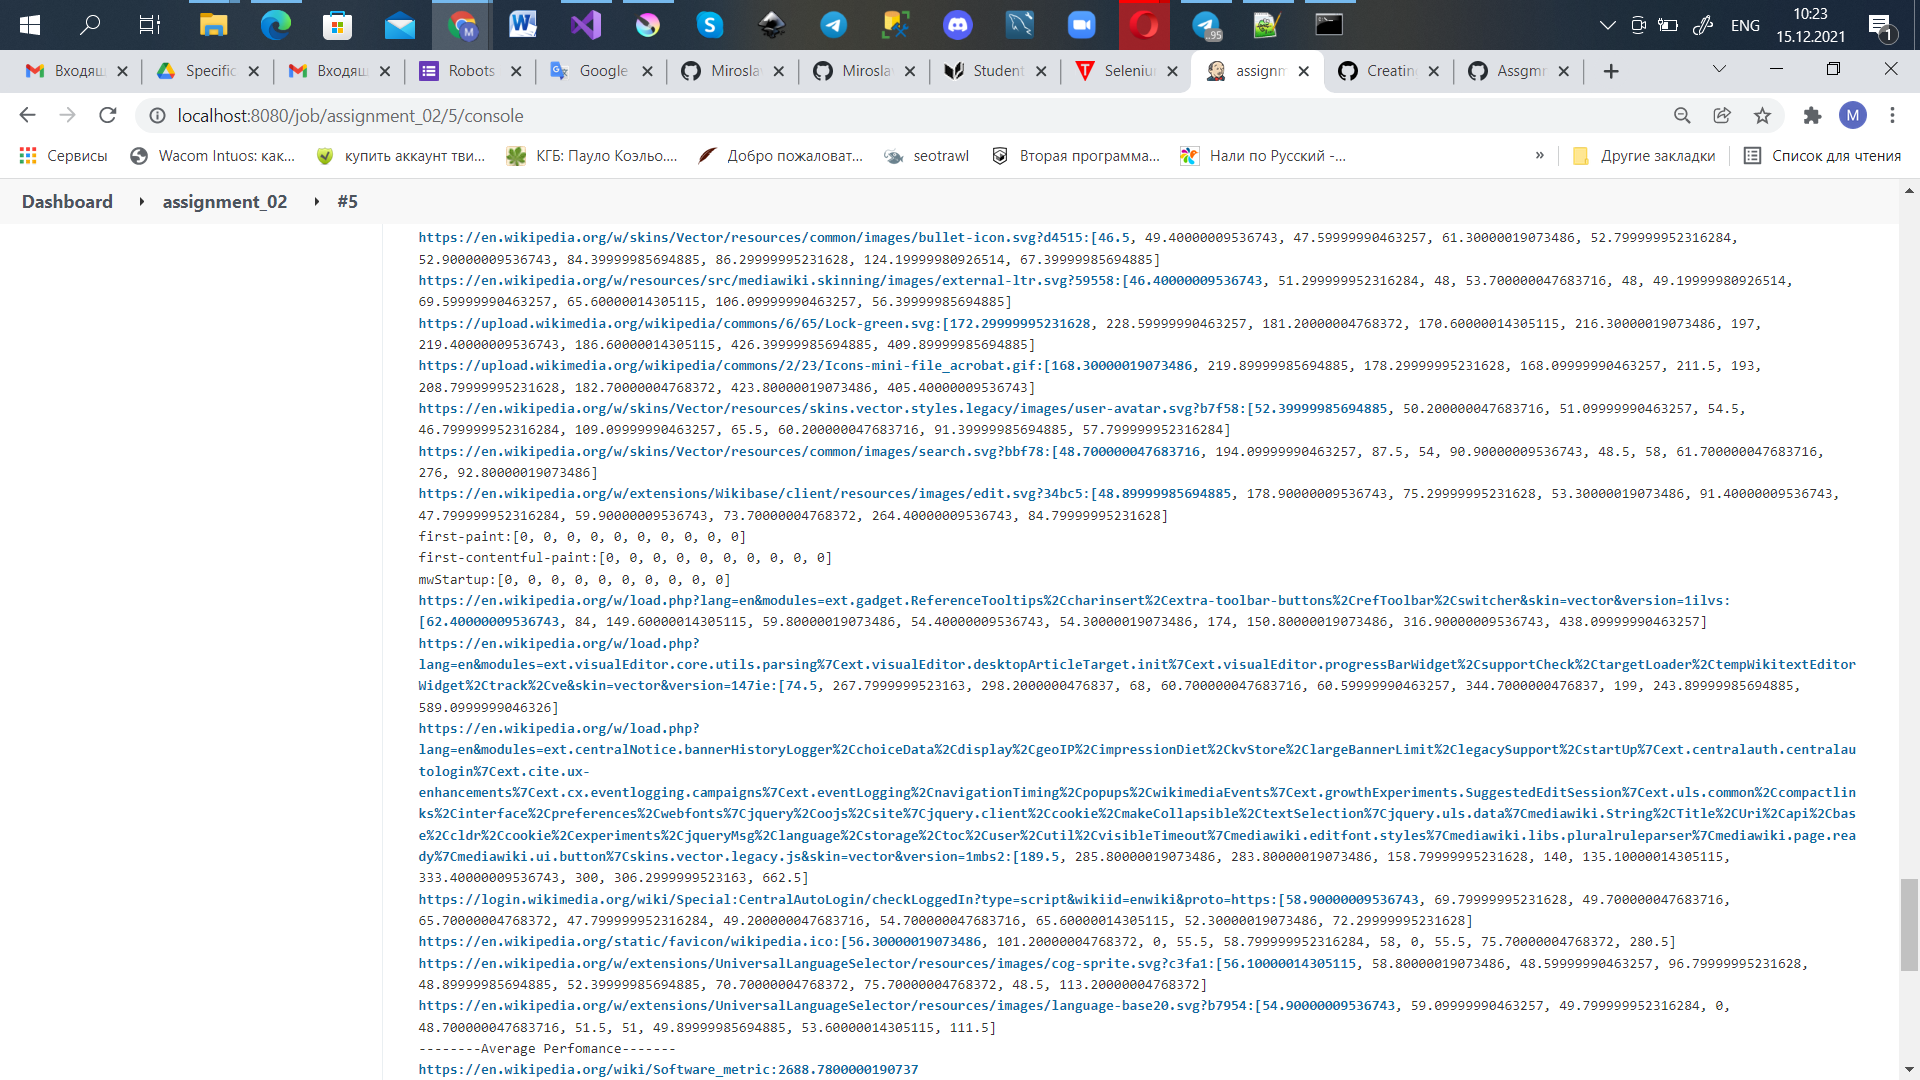 10:23
ENG
15.12.2021
1
..95
Входящ
Specific
Входящ
Robots
Google
Mirosla
Mirosla
Student
Seleniu
assignm
Creatin
Assgmn
localhost:8080/job/assignment_02/5/console
M
Сервисы
Wacom Intuos: как...
купить аккаунт тви...
КГБ: Пауло Коэльо....
Добро пожаловат...
seotrawl
Вторая программа...
Нали по Русский -...
»
Другие закладки
Список для чтения
Dashboard
assignment_02
#5
https://en.wikipedia.org/w/skins/Vector/resources/common/images/bullet-icon.svg?d4515:[46.5, 49.40000009536743, 47.59999990463257, 61.30000019073486, 52.799999952316284,
52.90000009536743, 84.39999985694885, 86.29999995231628, 124.19999980926514, 67.39999985694885]
https://en.wikipedia.org/w/resources/src/mediawiki.skinning/images/external-ltr.svg?59558:[46.40000009536743, 51.299999952316284, 48, 53.700000047683716, 48, 49.19999980926514,
69.59999990463257, 65.60000014305115, 106.09999990463257, 56.39999985694885]
https://upload.wikimedia.org/wikipedia/commons/6/65/Lock-green.svg:[172.29999995231628, 228.59999990463257, 181.20000004768372, 170.60000014305115, 216.30000019073486, 197,
219.40000009536743, 186.60000014305115, 426.39999985694885, 409.89999985694885]
https://upload.wikimedia.org/wikipedia/commons/2/23/Icons-mini-file_acrobat.gif:[168.30000019073486, 219.89999985694885, 178.29999995231628, 168.09999990463257, 211.5, 193,
208.79999995231628, 182.70000004768372, 423.80000019073486, 405.40000009536743]
https://en.wikipedia.org/w/skins/Vector/resources/skins.vector.styles.legacy/images/user-avatar.svg?b7f58:[52.39999985694885, 50.200000047683716, 51.09999990463257, 54.5,
46.799999952316284, 109.09999990463257, 65.5, 60.200000047683716, 91.39999985694885, 57.799999952316284]
https://en.wikipedia.org/w/skins/Vector/resources/common/images/search.svg?bbf78:[48.700000047683716, 194.09999990463257, 87.5, 54, 90.90000009536743, 48.5, 58, 61.700000047683716,
276, 92.80000019073486]
https://en.wikipedia.org/w/extensions/Wikibase/client/resources/images/edit.svg?34bc5:[48.89999985694885, 178.90000009536743, 75.29999995231628, 53.30000019073486, 91.40000009536743,
47.799999952316284, 59.90000009536743, 73.70000004768372, 264.40000009536743, 84.79999995231628]
first-paint:[0, 0, 0, 0, 0, 0, 0, 0, 0, 0]
first-contentful-paint:[0, 0, 0, 0, 0, 0, 0, 0, 0, 0]
mwStartup:[0, 0, 0, 0, 0, 0, 0, 0, 0, 0]
https://en.wikipedia.org/w/load.php?lang=en&modules=ext.gadget.ReferenceTooltips%2Ccharinsert%2Cextra-toolbar-buttons%2CrefToolbar%2Cswitcher&skin=vector&version=1ilvs:
[62.40000009536743, 84, 149.60000014305115, 59.80000019073486, 54.40000009536743, 54.30000019073486, 174, 150.80000019073486, 316.90000009536743, 438.09999990463257]
https://en.wikipedia.org/w/load.php?
lang=en&modules=ext.visualEditor.core.utils.parsing%7Cext.visualEditor.desktopArticleTarget.init%7Cext.visualEditor.progressBarWidget%2CsupportCheck%2CtargetLoader%2CtempWikitextEditor
Widget%2Ctrack%2Cve&skin=vector&version=147ie:[74.5, 267.7999999523163, 298.2000000476837, 68, 60.700000047683716, 60.59999990463257, 344.7000000476837, 199, 243.89999985694885,
589.0999999046326]
https://en.wikipedia.org/w/load.php?
lang=en&modules=ext.centralNotice.bannerHistoryLogger%2CchoiceData%2Cdisplay%2CgeoIP%2CimpressionDiet%2CkvStore%2ClargeBannerLimit%2ClegacySupport%2CstartUp%7Cext.centralauth.centralau
tologin%7Cext.cite.ux-
enhancements%7Cext.cx.eventlogging.campaigns%7Cext.eventLogging%2CnavigationTiming%2Cpopups%2CwikimediaEvents%7Cext.growthExperiments.SuggestedEditSession%7Cext.uls.common%2Ccompactlin
ks%2Cinterface%2Cpreferences%2Cwebfonts%7Cjquery%2Coojs%2Csite%7Cjquery.client%2Ccookie%2CmakeCollapsible%2CtextSelection%7Cjquery.uls.data%7Cmediawiki.String%2CTitle%2CUri%2Capi%2Cbas
e%2Ccldr%2Ccookie%2Cexperiments%2CjqueryMsg%2Clanguage%2Cstorage%2Ctoc%2Cuser%2Cutil%2CvisibleTimeout%7Cmediawiki.editfont.styles%7Cmediawiki.libs.pluralruleparser%7Cmediawiki.page.rea
dy%7Cmediawiki.ui.button%7Cskins.vector.legacy.js&skin=vector&version=1mbs2:[189.5, 285.80000019073486, 283.80000019073486, 158.79999995231628, 140, 135.10000014305115,
333.40000009536743, 300, 306.2999999523163, 662.5]
https://login.wikimedia.org/wiki/Special:CentralAutoLogin/checkLoggedIn?type=script&wikiid=enwiki&proto=https:[58.90000009536743, 69.79999995231628, 49.700000047683716,
65.70000004768372, 47.799999952316284, 49.200000047683716, 54.700000047683716, 65.60000014305115, 52.30000019073486, 72.29999995231628]
https://en.wikipedia.org/static/favicon/wikipedia.ico:[56.30000019073486, 101.20000004768372, 0, 55.5, 58.799999952316284, 58, 0, 55.5, 75.70000004768372, 280.5]
https://en.wikipedia.org/w/extensions/UniversalLanguageSelector/resources/images/cog-sprite.svg?c3fa1:[56.10000014305115, 58.80000019073486, 48.59999990463257, 96.79999995231628,
48.89999985694885, 52.39999985694885, 70.70000004768372, 75.70000004768372, 48.5, 113.20000004768372]
https://en.wikipedia.org/w/extensions/UniversalLanguageSelector/resources/images/language-base20.svg?b7954:[54.90000009536743, 59.09999990463257, 49.799999952316284, 0,
48.700000047683716, 51.5, 51, 49.89999985694885, 53.60000014305115, 111.5]
--------Average Perfomance-------
https://en.wikipedia.org/wiki/Software_metric:2688.7800000190737